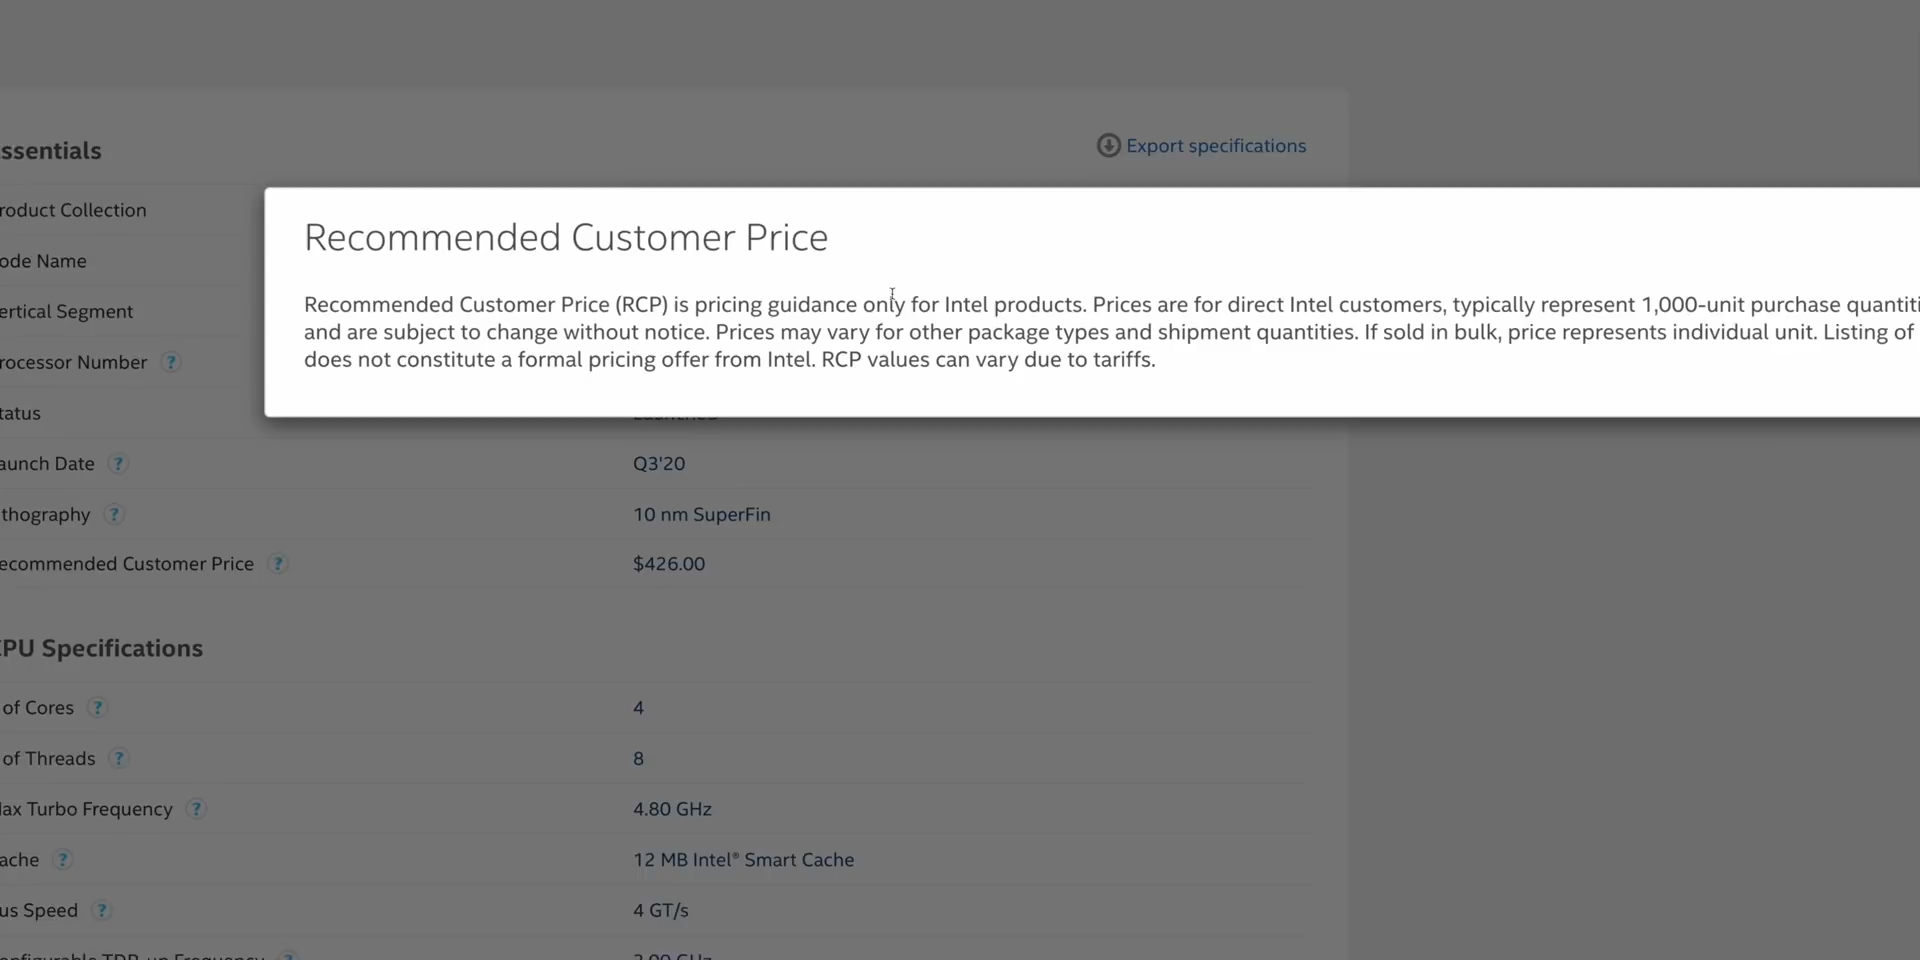 ssentials
Export specifications
roduct Collection
Recommended Customer Price
ode Name
Recommended Customer Price (RCP) is pricing guidance only for Intel products. Prices are for direct Intel customers, typically represent 1,000-unit purchase quantiti
ertical Segment
and are subject to change without notice. Prices may vary for other package types and shipment quantities. If sold in bulk, price represents individual unit. Listing of
rocessor Number ?
does not constitute a formal pricing offer from Intel. RCP values can vary due to tariffs.
tatus
aunch Date ? Q3'20
thography ? 10 nm SuperFin
ecommended Customer Price ? $426.00
CPU Specifications
of Cores ? 4
of Threads ? 8
ax Turbo Frequency ? 4.80 GHz
ache ? 12 MB Intel® Smart Cache
us Speed ? 4 GT/s